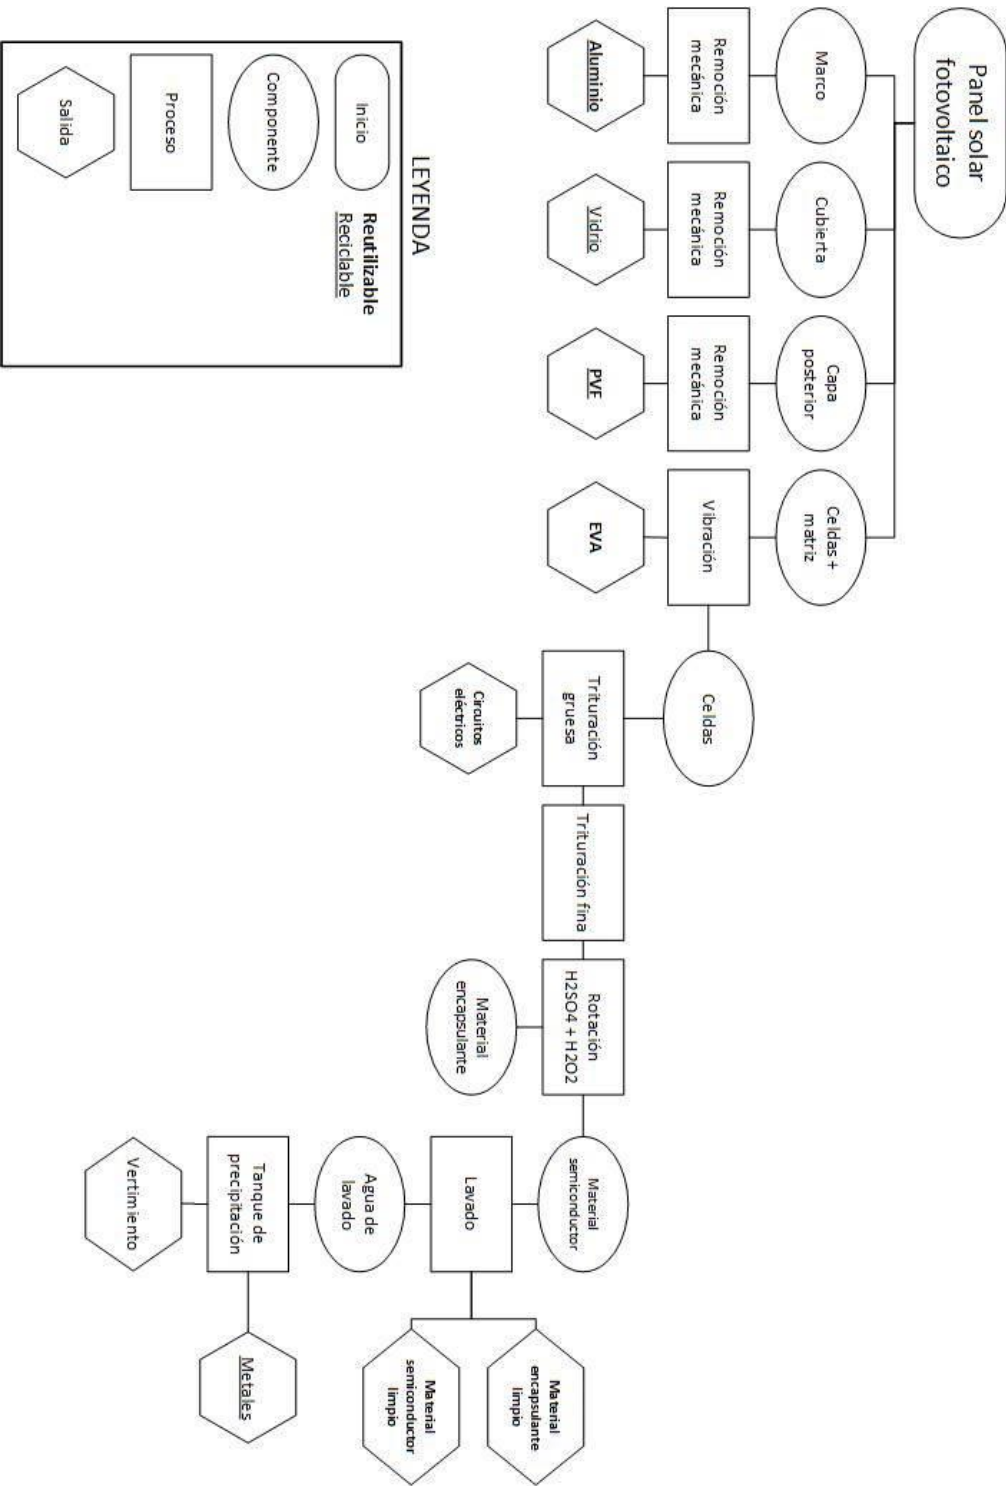 Panel solar
fotovoltaico
Marco
Cubierta
Capa
posterior
Celdas +
matriz
Remoción
mecánica
Remoción
mecánica
Remoción
mecánica
Vibración
Celdas
Aluminio
Vidrio
PVF
EVA
Trituración
gruesa
Trituración fina
Rotación
H2SO4 + H2O2
Material
semiconductor
Circuitos
eléctricos
Material
encapsulante
Lavado
Material
encapsulante
limpio
Material
semiconductor
limpio
Agua de
lavado
Tanque de
precipitación
Metales
Vertimiento
LEYENDA
Inicio
Reutilizable
Reciclable
Componente
Proceso
Salida